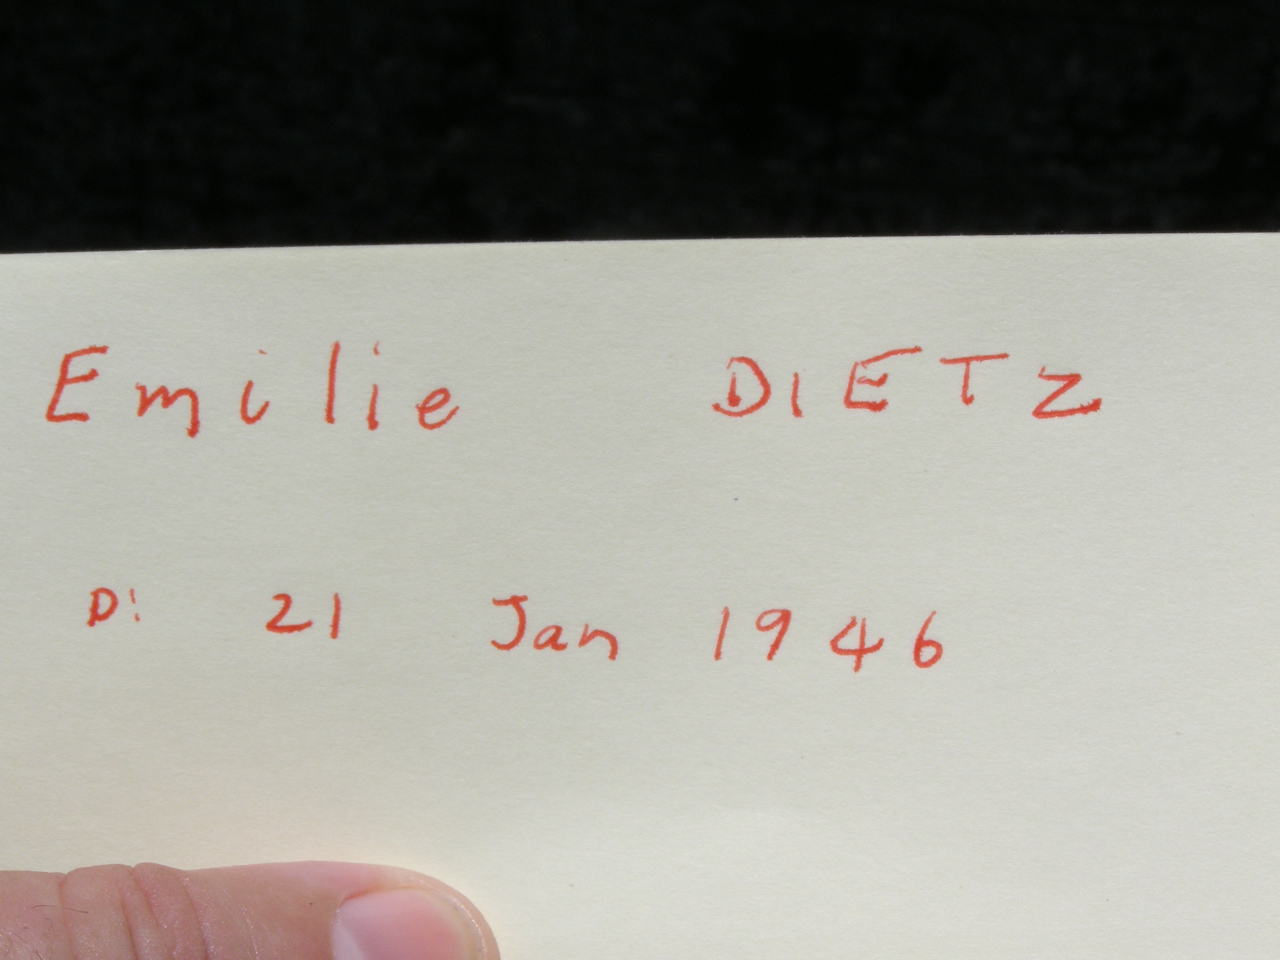 Emilie DIETZ
D: 21 Jan 1946